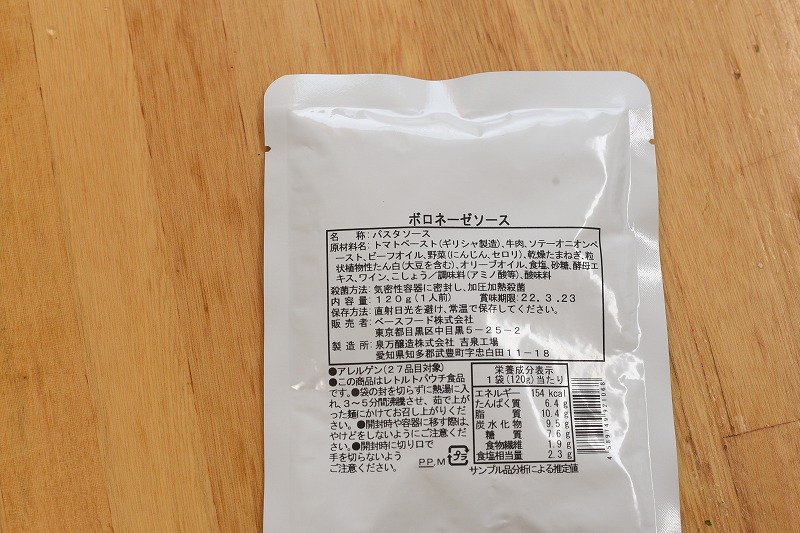 ボロネーゼソース
名　　称：パスタソース
原材料名：トマトペースト（ギリシャ製造）、牛肉、ソテーオニオンペ
ースト、ビーフオイル、野菜（にんじん、セロリ）、乾燥たまねぎ、粒
状植物性たん白（大豆を含む）、オリーブオイル、食塩、砂糖、酵母エ
キス、ワイン、こしょう／調味料（アミノ酸等）、酸味料
殺菌方法：気密性容器に密封し、加圧加熱殺菌
内 容 量：１２０ｇ（１人前）　　賞味期限：22.3.23
保存方法：直射日光を避け、常温で保存してください。
販 売 者：ベースフード株式会社
東京都目黒区中目黒５－２５－２
製 造 所：泉万醸造株式会社 吉泉工場
愛知県知多郡武豊町字忠白田１１－１８
●アレルゲン（２７品目対象）
●この商品はレトルトパウチ食品
です。●袋の封を切らずに熱湯に入
れ、３～５分間沸騰させ、茹で上がっ
た麺にかけてお召し上がりくだ
さい。●開封時や容器に移す際は、
やけどをしないようにご注意くださ
い。●開封時に切り口で
手を切らないよう
ご注意ください。
PP,M プラ
栄養成分表示
１袋（120g）当たり
エネルギー 154 kcal
たんぱく質 6.4 g
脂　　質 10.4 g
炭水化物 9.5 g
糖　質 7.6 g
食物繊維 1.9 g
食塩相当量 2.3 g
サンプル品分析による推定値